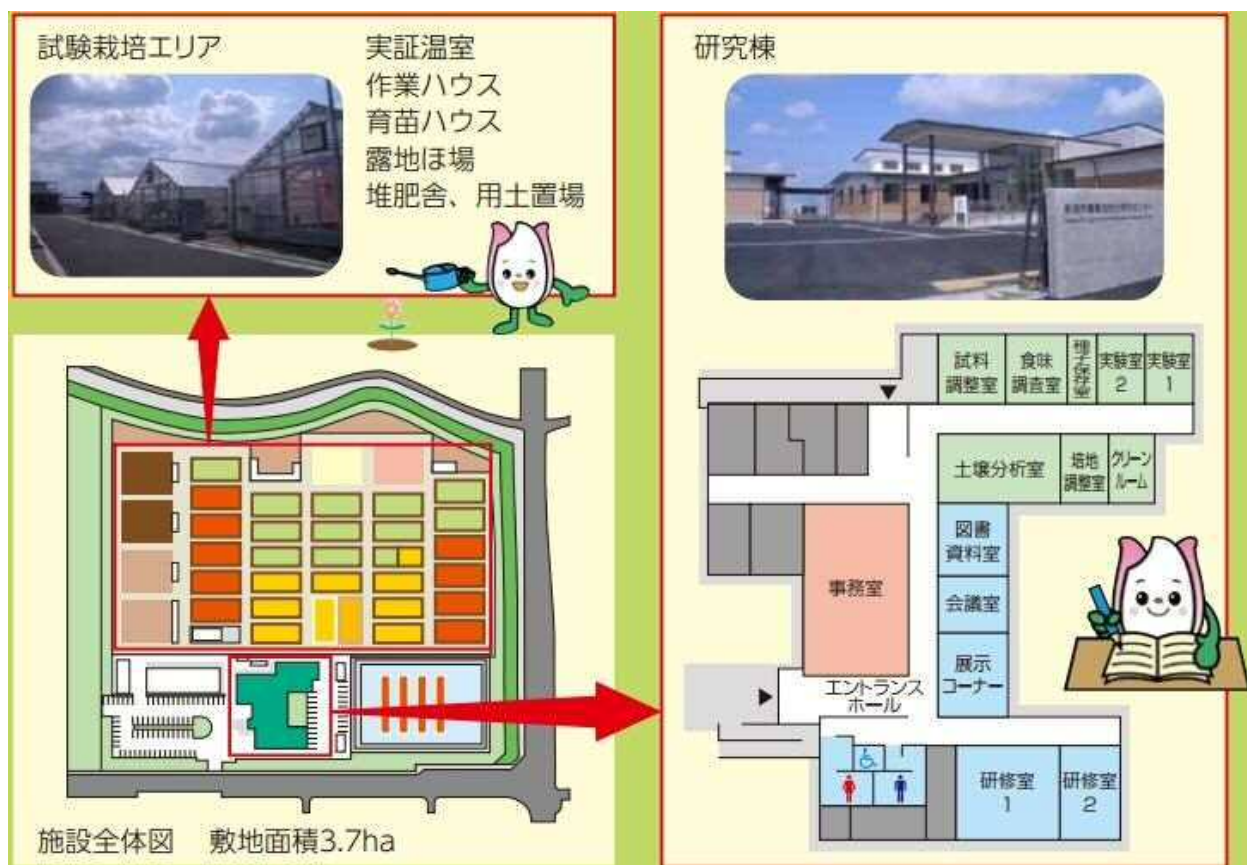 試験栽培エリア
実証温室
作業ハウス
育苗ハウス
露地ほ場
堆肥舎、用土置場
施設全体図 敷地面積3.7ha
研究棟
試料
調整室
食味
調査室
種子保存室
実験室
2
実験室
1
土壌分析室
培地
調整室
クリーン
ルーム
図書
資料室
事務室
会議室
展示
コーナー
エントランス
ホール
研修室
1
研修室
2